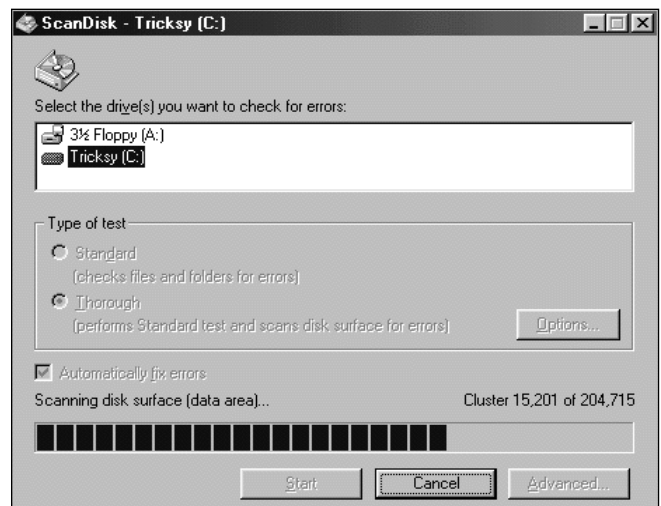 ScanDisk - Tricksy (C:)
Select the drive(s) you want to check for errors:
3½ Floppy (A:)
Tricksy (C:)
Type of test
Standard
(checks files and folders for errors)
Thorough
(performs Standard test and scans disk surface for errors)
Options...
Automatically fix errors
Scanning disk surface (data area)...
Cluster 15,201 of 204,715
Start
Cancel
Advanced...